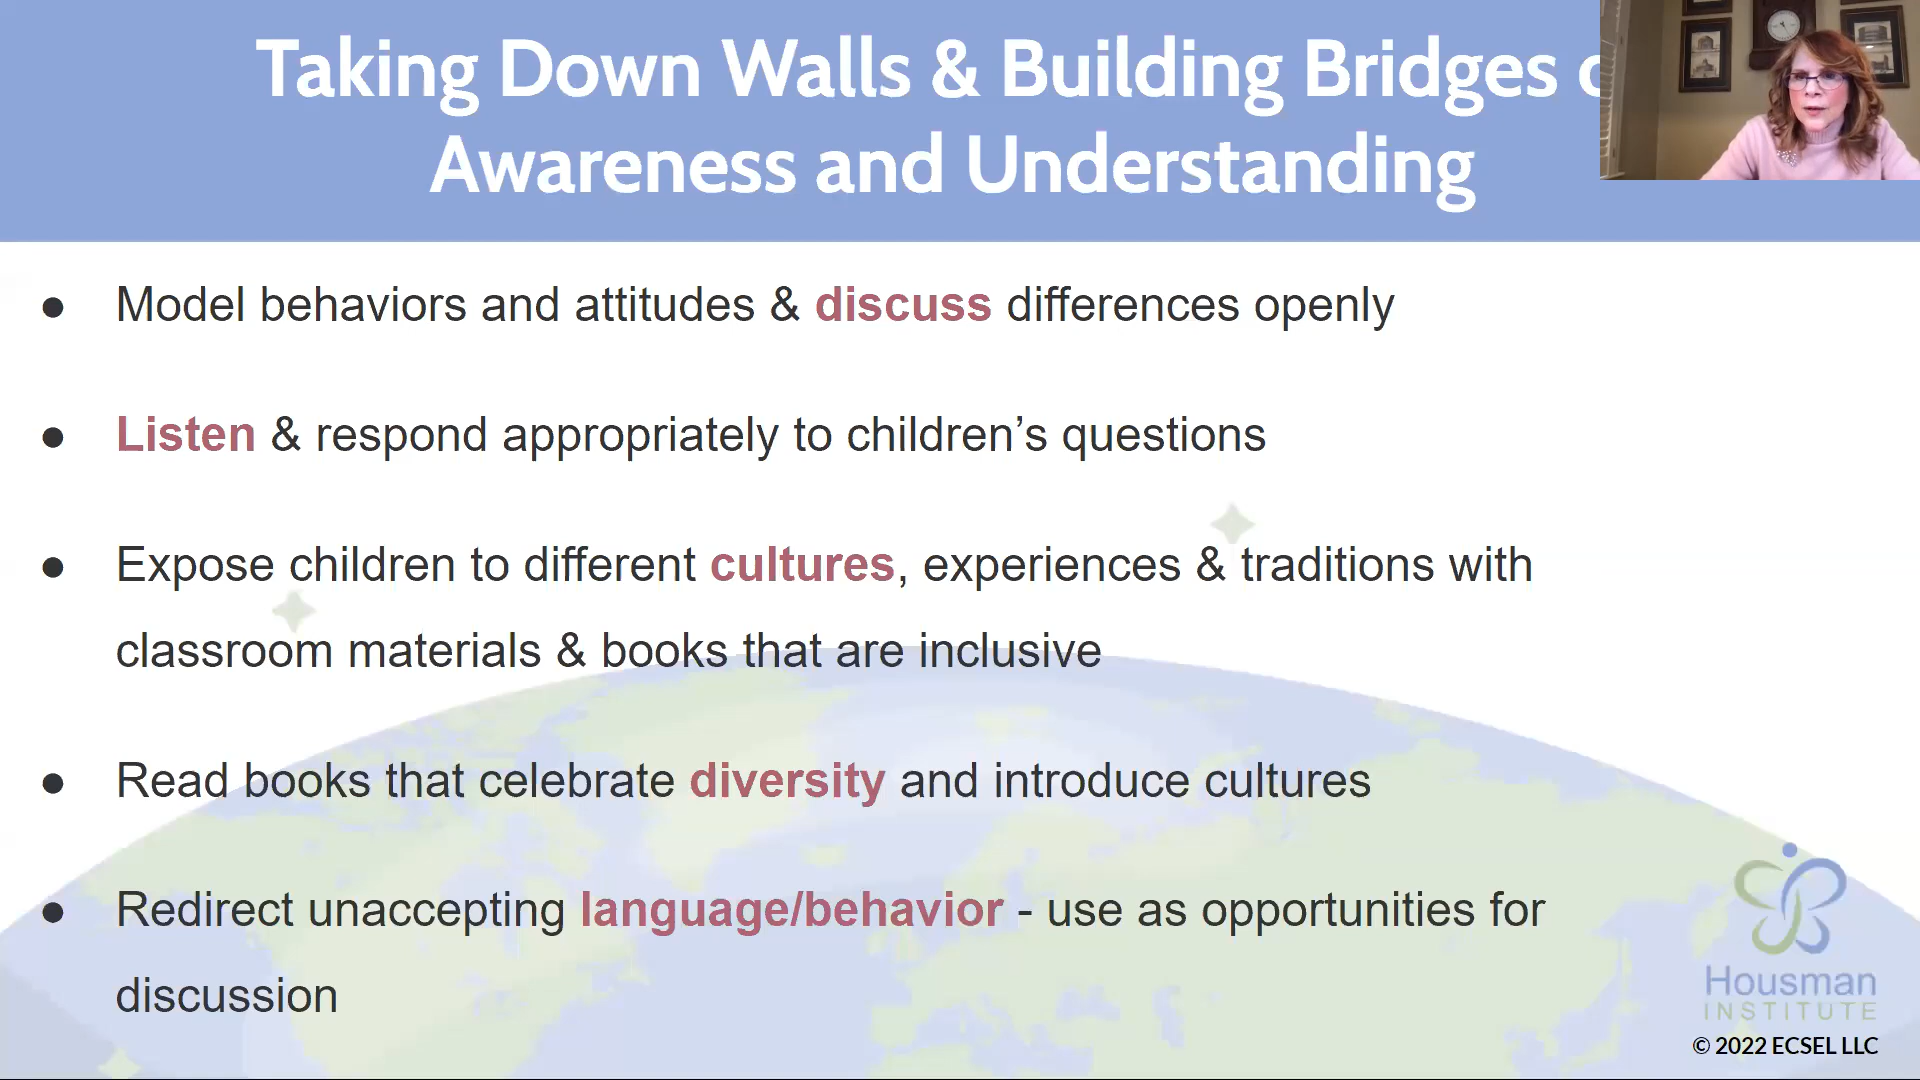 Taking Down Walls & Building Bridges
Awareness and Understanding
● Model behaviors and attitudes & discuss differences openly
● Listen & respond appropriately to children’s questions
● Expose children to different cultures, experiences & traditions with
classroom materials & books that are inclusive
● Read books that celebrate diversity and introduce cultures
● Redirect unaccepting language/behavior - use as opportunities for
discussion
Housman
INSTITUTE
© 2022 ECSEL LLC